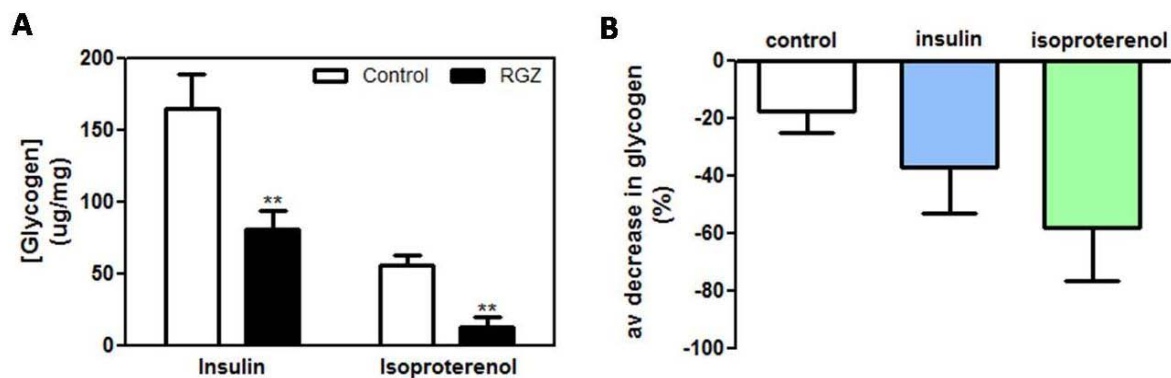 A
[Glycogen]
(ug/mg)
200
150
100
50
0
Control
RGZ
**
**
Insulin
Isoproterenol
B
control
insulin
isoproterenol
av decrease in glycogen
(%)
0
-20
-40
-60
-80
-100